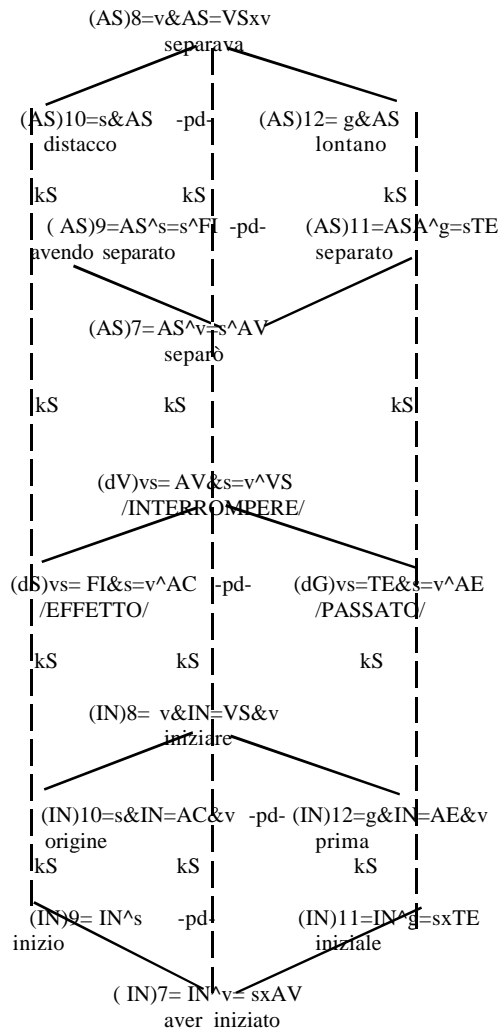 (AS)8=v&AS=VSxv
separava
(AS)10=s&AS -pd- (AS)12= g&AS
distacco lontano
kS kS kS
( AS)9=AS^s=s^FI -pd- (AS)11=ASA^g=sTE
avendo separato separato
(AS)7=AS^v=s^AV
separò
kS kS kS
(dV)vs= AV&s=v^VS
/INTERROMPERE/
(dS)vs= FI&s=v^AC -pd- (dG)vs=TE&s=v^AE
/EFFETTO/ /PASSATO/
kS kS kS
(IN)8= v&IN=VS&v
iniziare
(IN)10=s&IN=AC&v -pd- (IN)12=g&IN=AE&v
origine prima
kS kS kS
(IN)9= IN^s -pd- (IN)11=IN^g=sxTE
inizio iniziale
( IN)7= IN^v= sxAV
aver iniziato